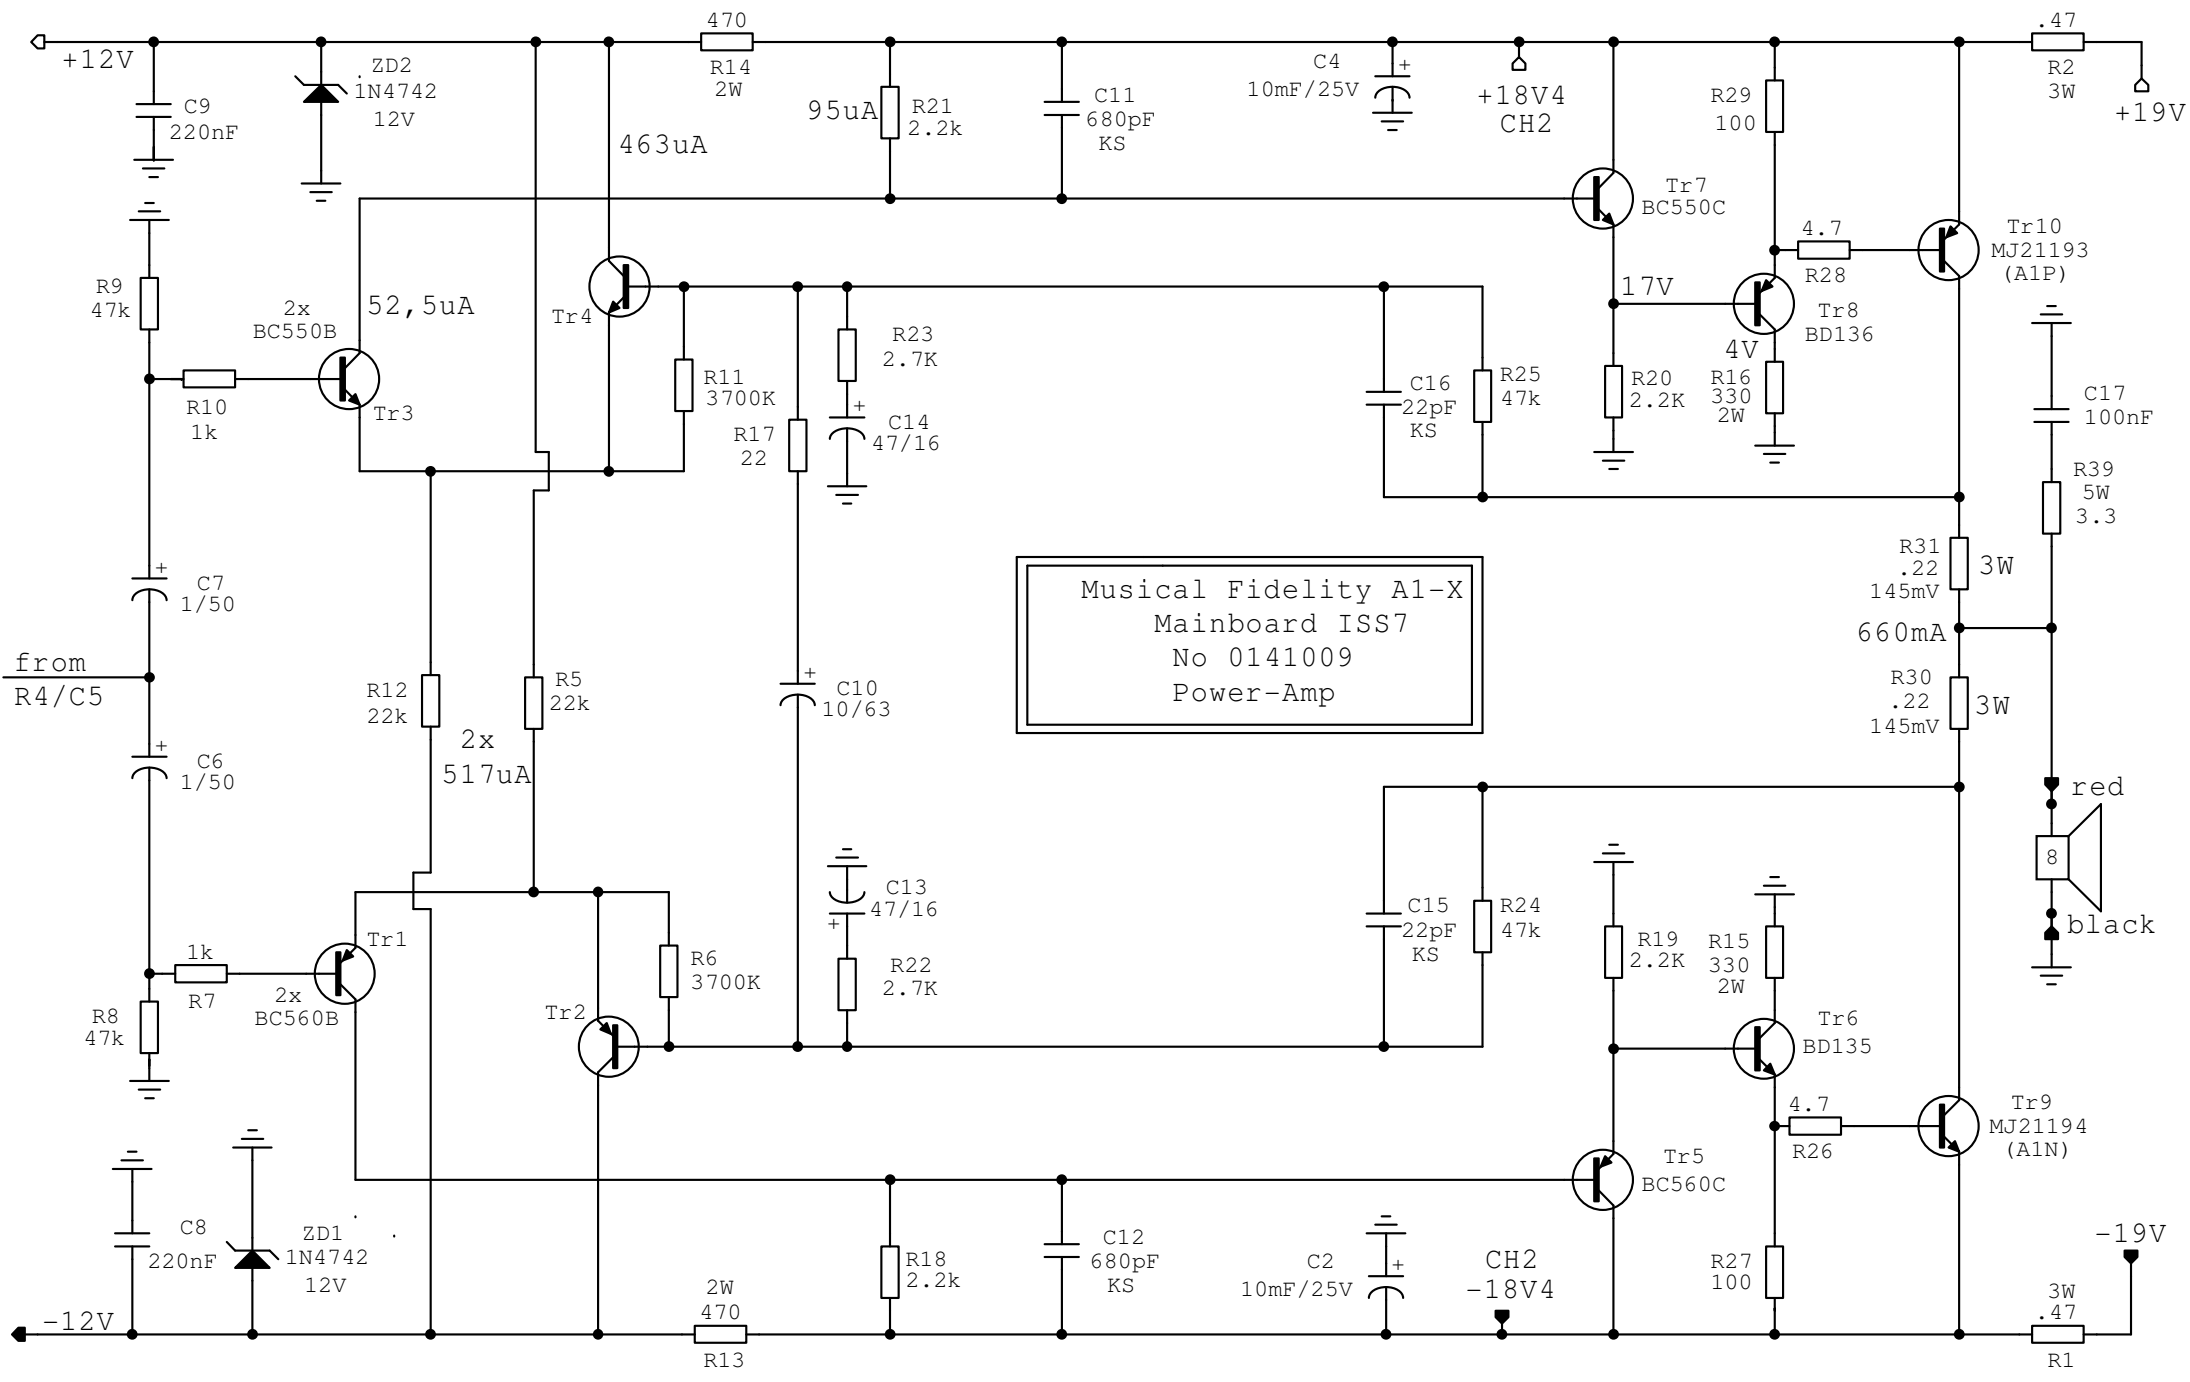 470
.47
+12V
R14
2W
ZD2
1N4742
12V
C9
220nF
463uA
95uA
R21
2.2k
C11
680pF
KS
C4
+
10mF/25V
+18V4
CH2
R29
100
R2
3W
+19V
Tr7
BC550C
Tr10
MJ21193
(A1P)
4.7
R28
17V
Tr8
BD136
4V
R16
330
2W
R20
2.2K
R9
47k
2x
BC550B
52,5uA
Tr4
Tr3
R10
1k
R11
3700K
R23
2.7K
+
C14
47/16
R17
22
C16
22pF
KS
R25
47k
C17
100nF
R39
5W
3.3
R31
.22
145mV
3W
660mA
R30
.22
145mV
3W
+
C7
1/50
from
R4/C5
+
C6
1/50
R12
22k
R5
22k
2x
517uA
+
C10
10/63
Musical Fidelity A1-X
Mainboard ISS7
No 0141009
Power-Amp
red
8
black
C13
47/16
+
R22
2.7K
R6
3700K
Tr1
1k
R7
2x
BC560B
R8
47k
Tr2
C15
22pF
KS
R24
47k
R19
2.2K
R15
330
2W
Tr6
BD135
4.7
R26
Tr9
MJ21194
(A1N)
Tr5
BC560C
C8
220nF
ZD1
1N4742
12V
-12V
2W
470
R13
R18
2.2k
C12
680pF
KS
C2
+
10mF/25V
CH2
-18V4
R27
100
-19V
3W
.47
R1